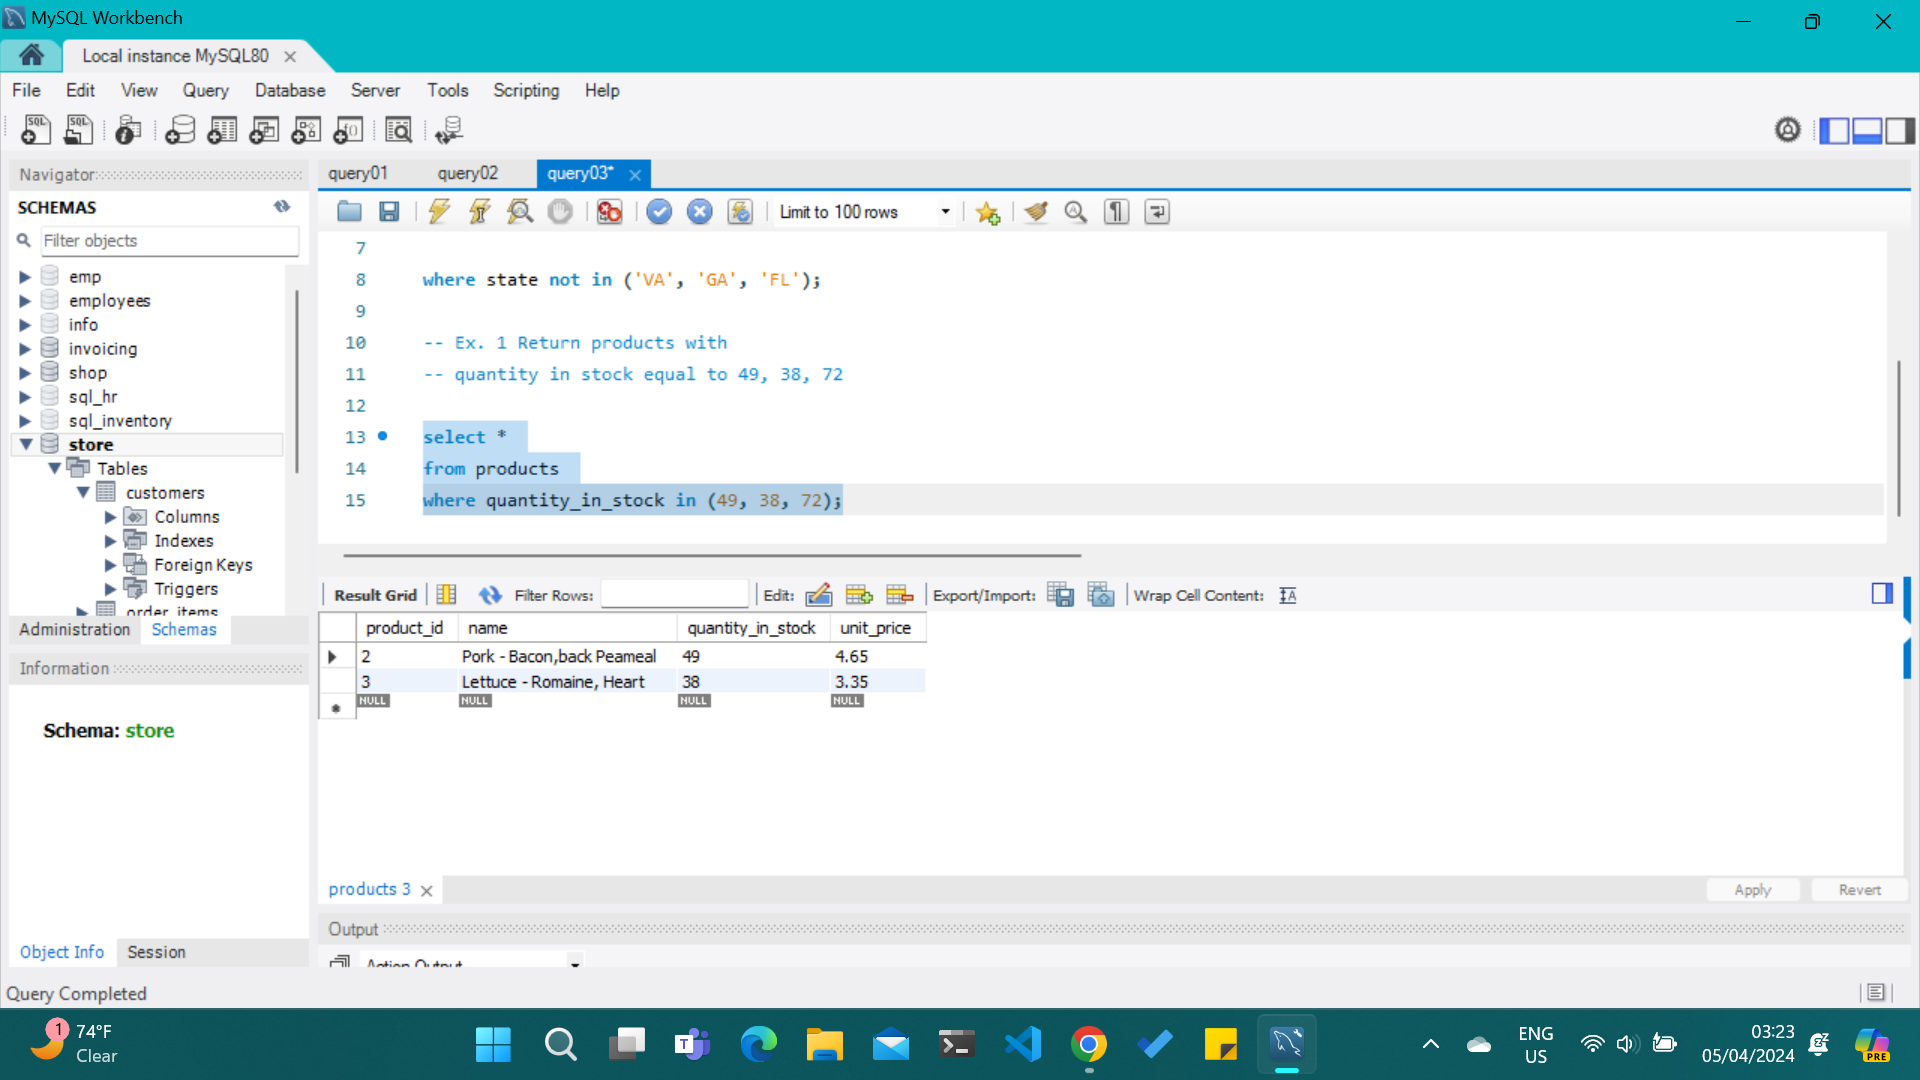 MySQL Workbench
Local instance MySQL80
File Edit View Query Database Server Tools Scripting Help
Navigator
SCHEMAS
Filter objects
emp
employees
info
invoicing
shop
sql_hr
sql_inventory
store
Tables
customers
Columns
Indexes
Foreign Keys
Triggers
order_items
Administration Schemas
Information
Schema: store
Object Info Session
query01 query02 query03*
Limit to 100 rows
7
8 where state not in ('VA', 'GA', 'FL');
9
10 -- Ex. 1 Return products with
11 -- quantity in stock equal to 49, 38, 72
12
13 select *
14 from products
15 where quantity_in_stock in (49, 38, 72);
Result Grid Filter Rows: Edit: Export/Import: Wrap Cell Content:
product_id name quantity_in_stock unit_price
2 Pork - Bacon,back Peameal 49 4.65
3 Lettuce - Romaine, Heart 38 3.35
NULL NULL NULL NULL
products 3
Apply Revert
Output
Action Output
Query Completed
1 74°F
Clear
ENG
US
03:23
05/04/2024
PRE